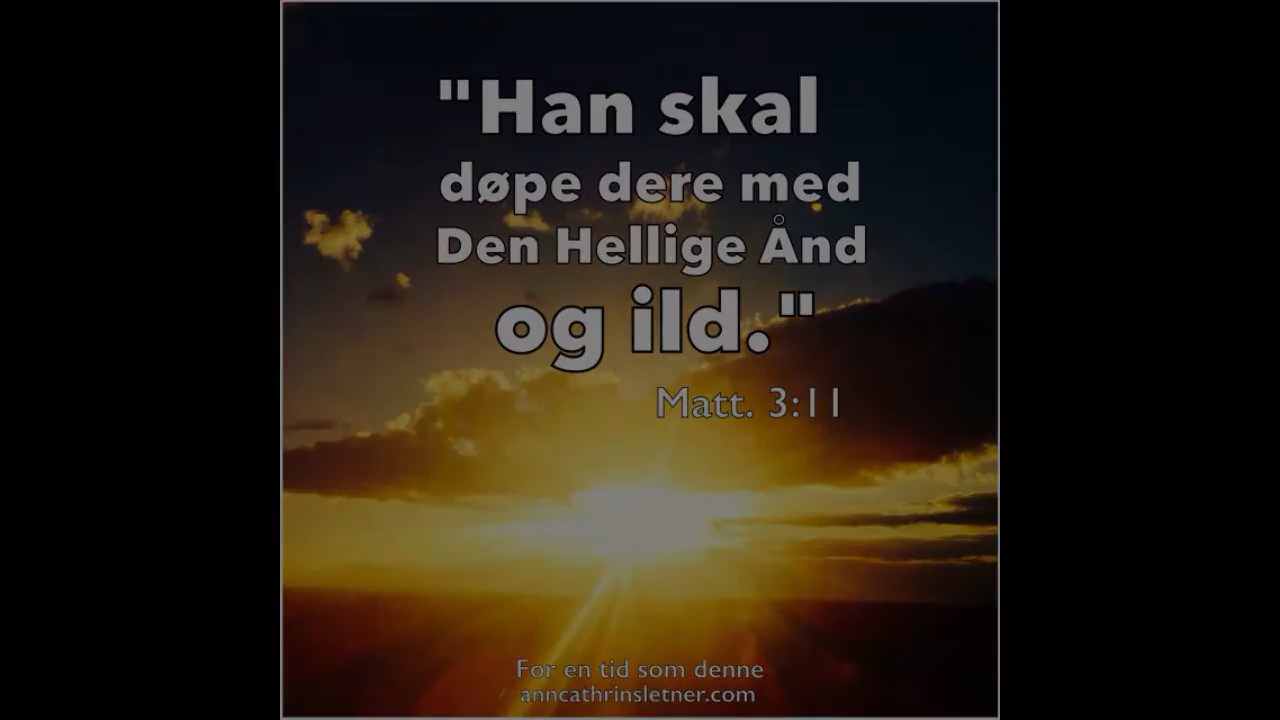 "Han skal
døpe dere med
Den Hellige Ånd
og ild."
Matt. 3:11
For en tid som denne
anncathrinsletner.com